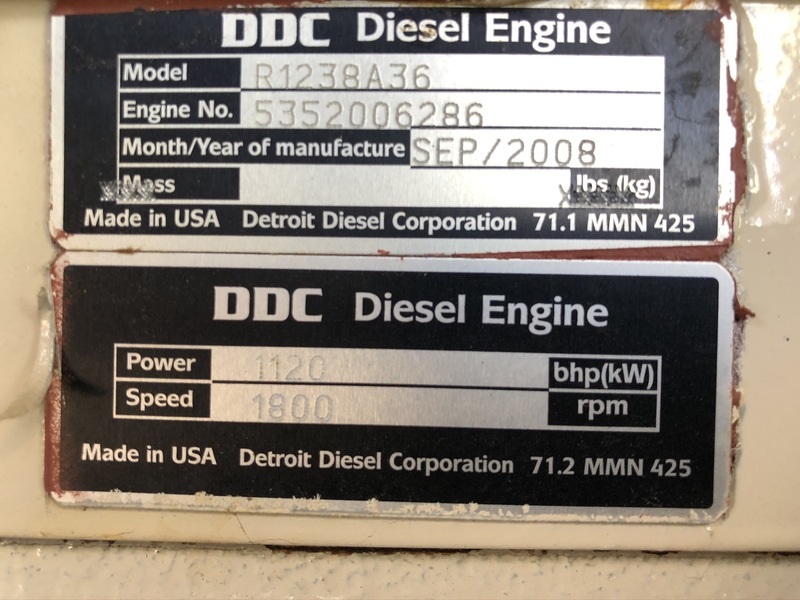 DDC Diesel Engine
Model R1238A36
Engine No. 5352006286
Month/Year of manufacture SEP/2008
Mass lbs (kg)
Made in USA Detroit Diesel Corporation 71.1 MMN 425
DDC Diesel Engine
Power 1120 bhp(kW)
Speed 1800 rpm
Made in USA Detroit Diesel Corporation 71.2 MMN 425